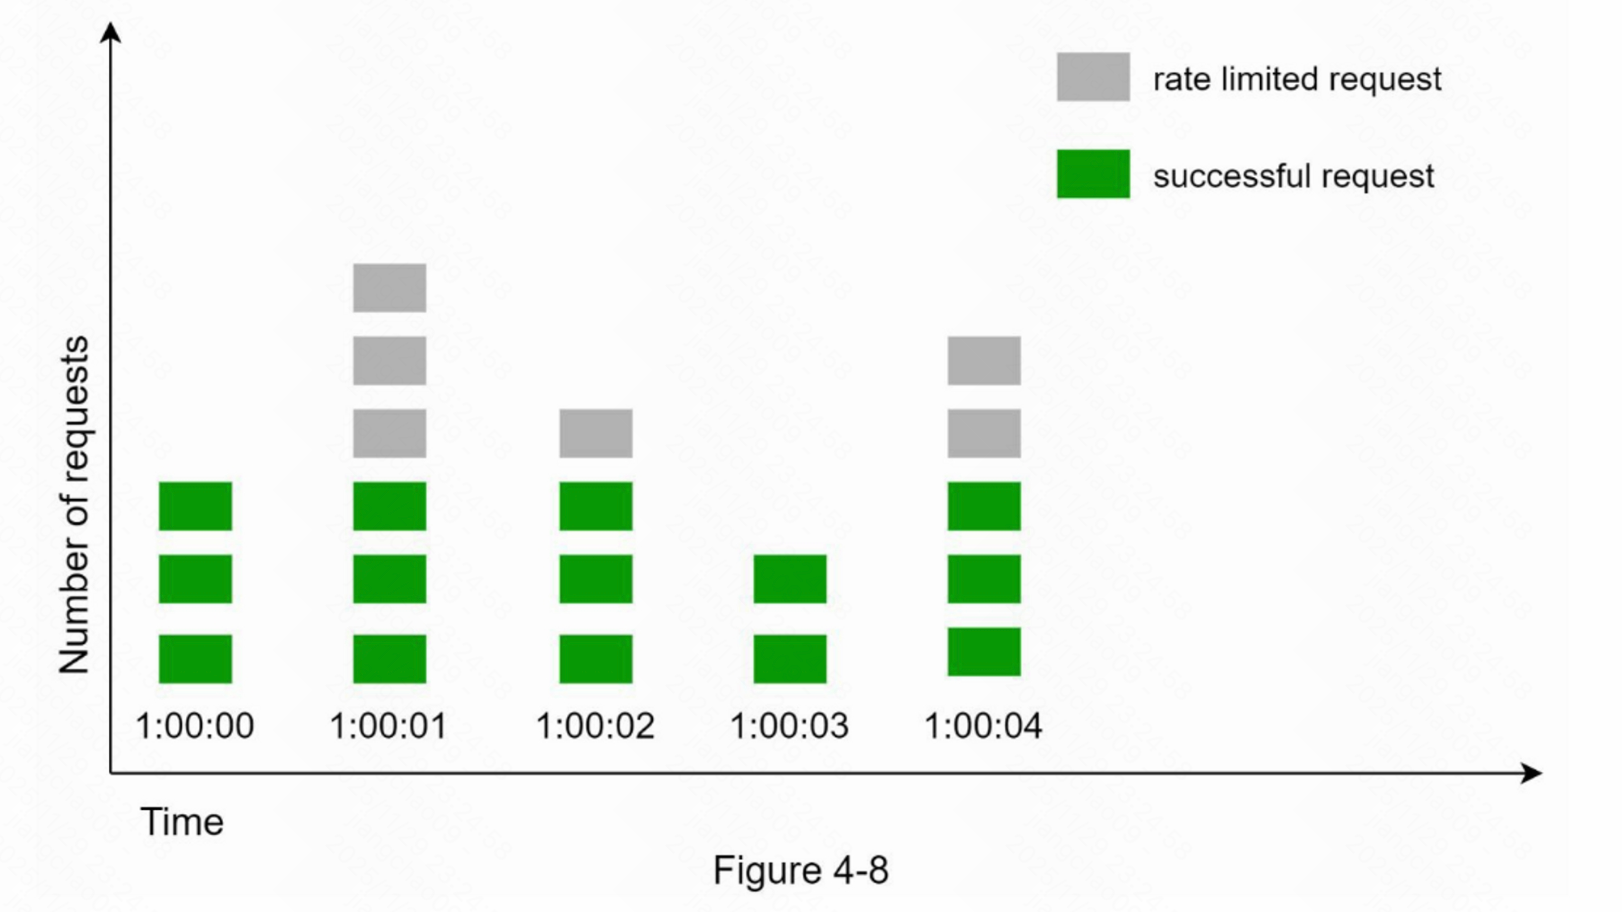 rate limited request
successful request
Number of requests
1:00:00 1:00:01 1:00:02 1:00:03 1:00:04
Time
Figure 4-8